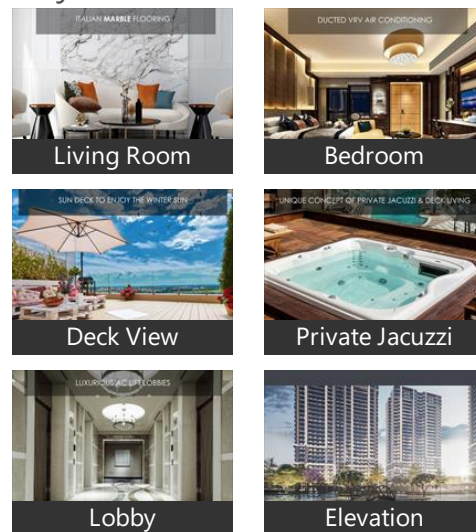 ITALIAN MARBLE FLOORING
DUCTED VRV AIR CONDITIONING
Living Room
Bedroom
SUN DECK TO ENJOY THE WINTER SUN
UNIQUE CONCEPT OF PRIVATE JACUZZI & DECK LIVING
Deck View
Private Jacuzzi
LUXURIOUS AC LIFT LOBBIES
Lobby
Elevation